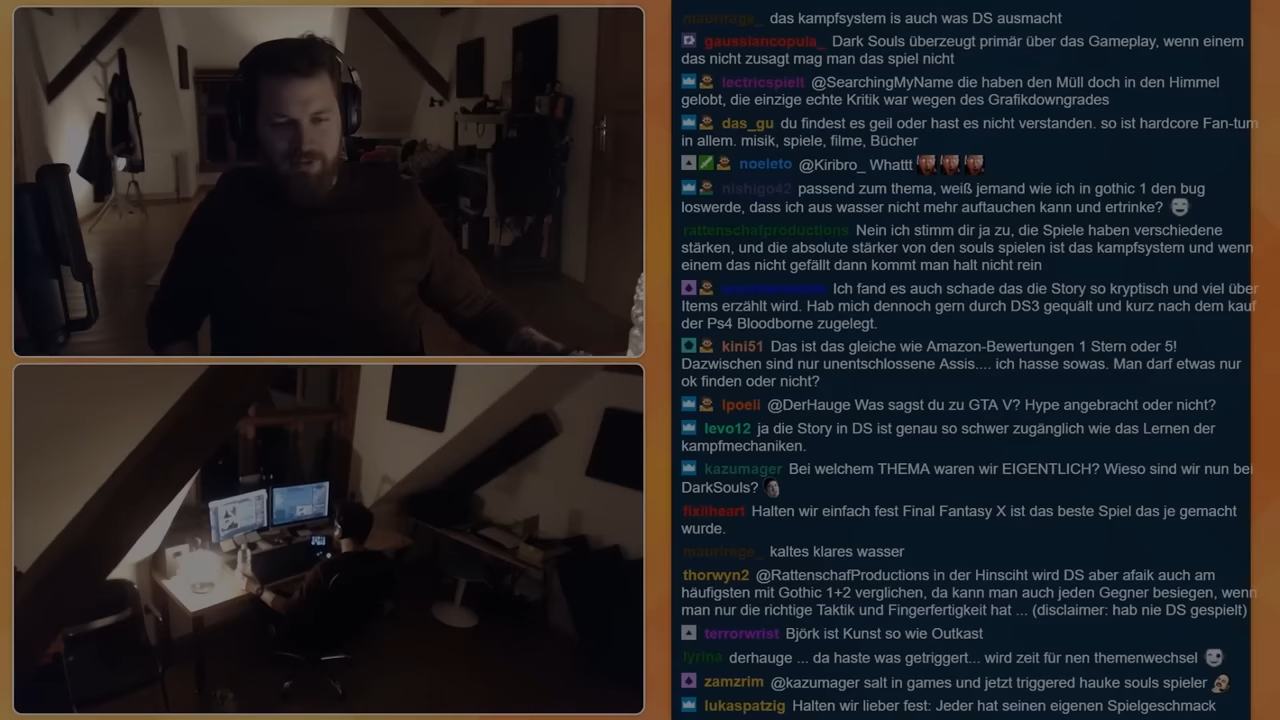 maurirege_ das kampfsystem is auch was DS ausmacht
gaussiancopula_ Dark Souls überzeugt primär über das Gameplay, wenn einem
das nicht zusagt mag man das spiel nicht
lectricspielt @SearchingMyName die haben den Müll doch in den Himmel
gelobt, die einzige echte Kritik war wegen des Grafikdowngrades
das_gu du findest es geil oder hast es nicht verstanden. so ist hardcore Fan-tum
in allem. misik, spiele, filme, Bücher
noeleto @Kiribro_ Whattt
nishigo42 passend zum thema, weiß jemand wie ich in gothic 1 den bug
loswerde, dass ich aus wasser nicht mehr auftauchen kann und ertrinke?
rattenschafproductions Nein ich stimm dir ja zu, die Spiele haben verschiedene
stärken, und die absolute stärker von den souls spielen ist das kampfsystem und wenn
einem das nicht gefällt dann kommt man halt nicht rein
Ich fand es auch schade das die Story so kryptisch und viel über
Items erzählt wird. Hab mich dennoch gern durch DS3 gequält und kurz nach dem kauf
der Ps4 Bloodborne zugelegt.
kini51 Das ist das gleiche wie Amazon-Bewertungen 1 Stern oder 5!
Dazwischen sind nur unentschlossene Assis.... ich hasse sowas. Man darf etwas nur
ok finden oder nicht?
lpoeli @DerHauge Was sagst du zu GTA V? Hype angebracht oder nicht?
levo12 ja die Story in DS ist genau so schwer zugänglich wie das Lernen der
kampfmechaniken.
kazumager Bei welchem THEMA waren wir EIGENTLICH? Wieso sind wir nun bei
DarkSouls?
fixilheart Halten wir einfach fest Final Fantasy X ist das beste Spiel das je gemacht
wurde.
maurirege_ kaltes klares wasser
thorwyn2 @RattenschafProductions in der Hinsciht wird DS aber afaik auch am
häufigsten mit Gothic 1+2 verglichen, da kann man auch jeden Gegner besiegen, wenn
man nur die richtige Taktik und Fingerfertigkeit hat ... (disclaimer: hab nie DS gespielt)
terrorwrist Björk ist Kunst so wie Outkast
lyrina derhauge ... da haste was getriggert... wird zeit für nen themenwechsel
zamzrim @kazumager salt in games und jetzt triggered hauke souls spieler
lukaspatzig Halten wir lieber fest: Jeder hat seinen eigenen Spielgeschmack